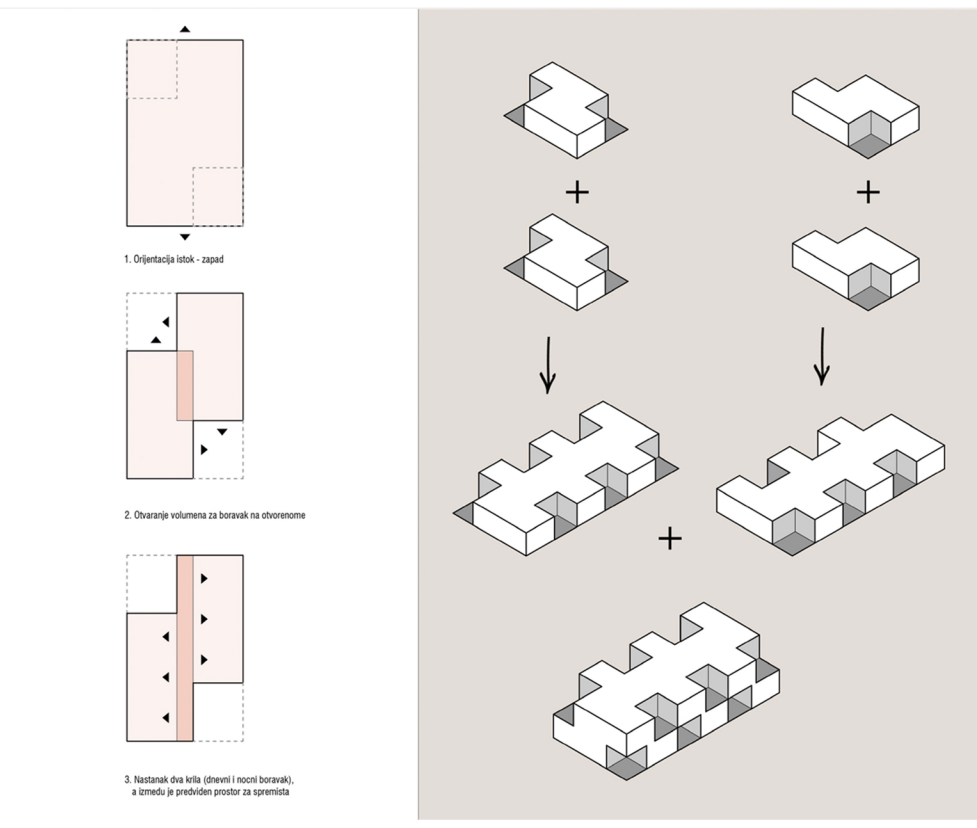 1. Orijentacija istok - zapad
2. Otvaranje volumena za boravak na otvorenome
3. Nastanak dva krila (dnevni i nocni boravak),
a izmedu je predviden prostor za spremista